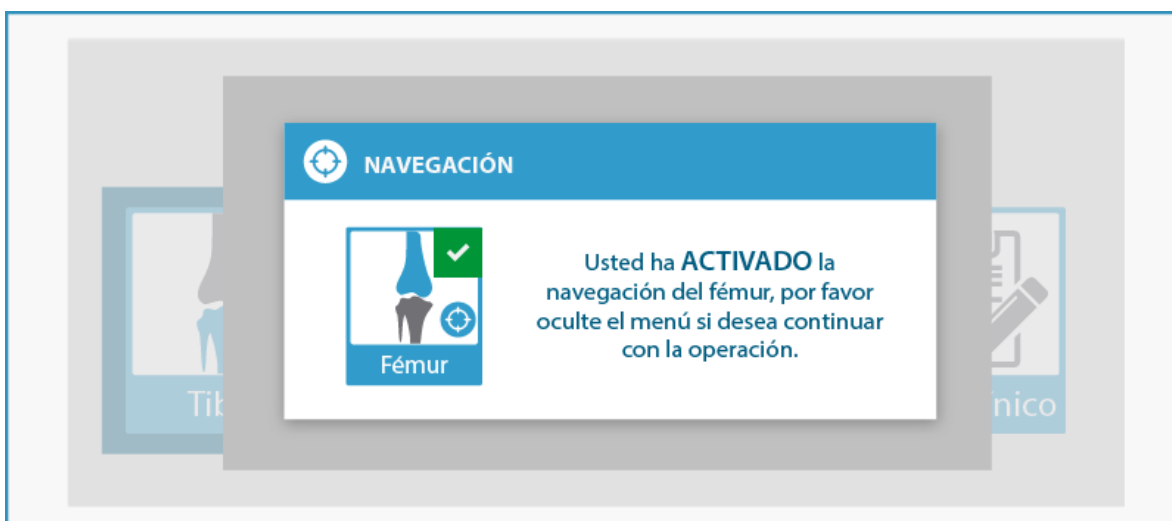 NAVEGACIÓN
Usted ha ACTIVADO la
navegación del fémur, por favor
oculte el menú si desea continuar
con la operación.
Fémur